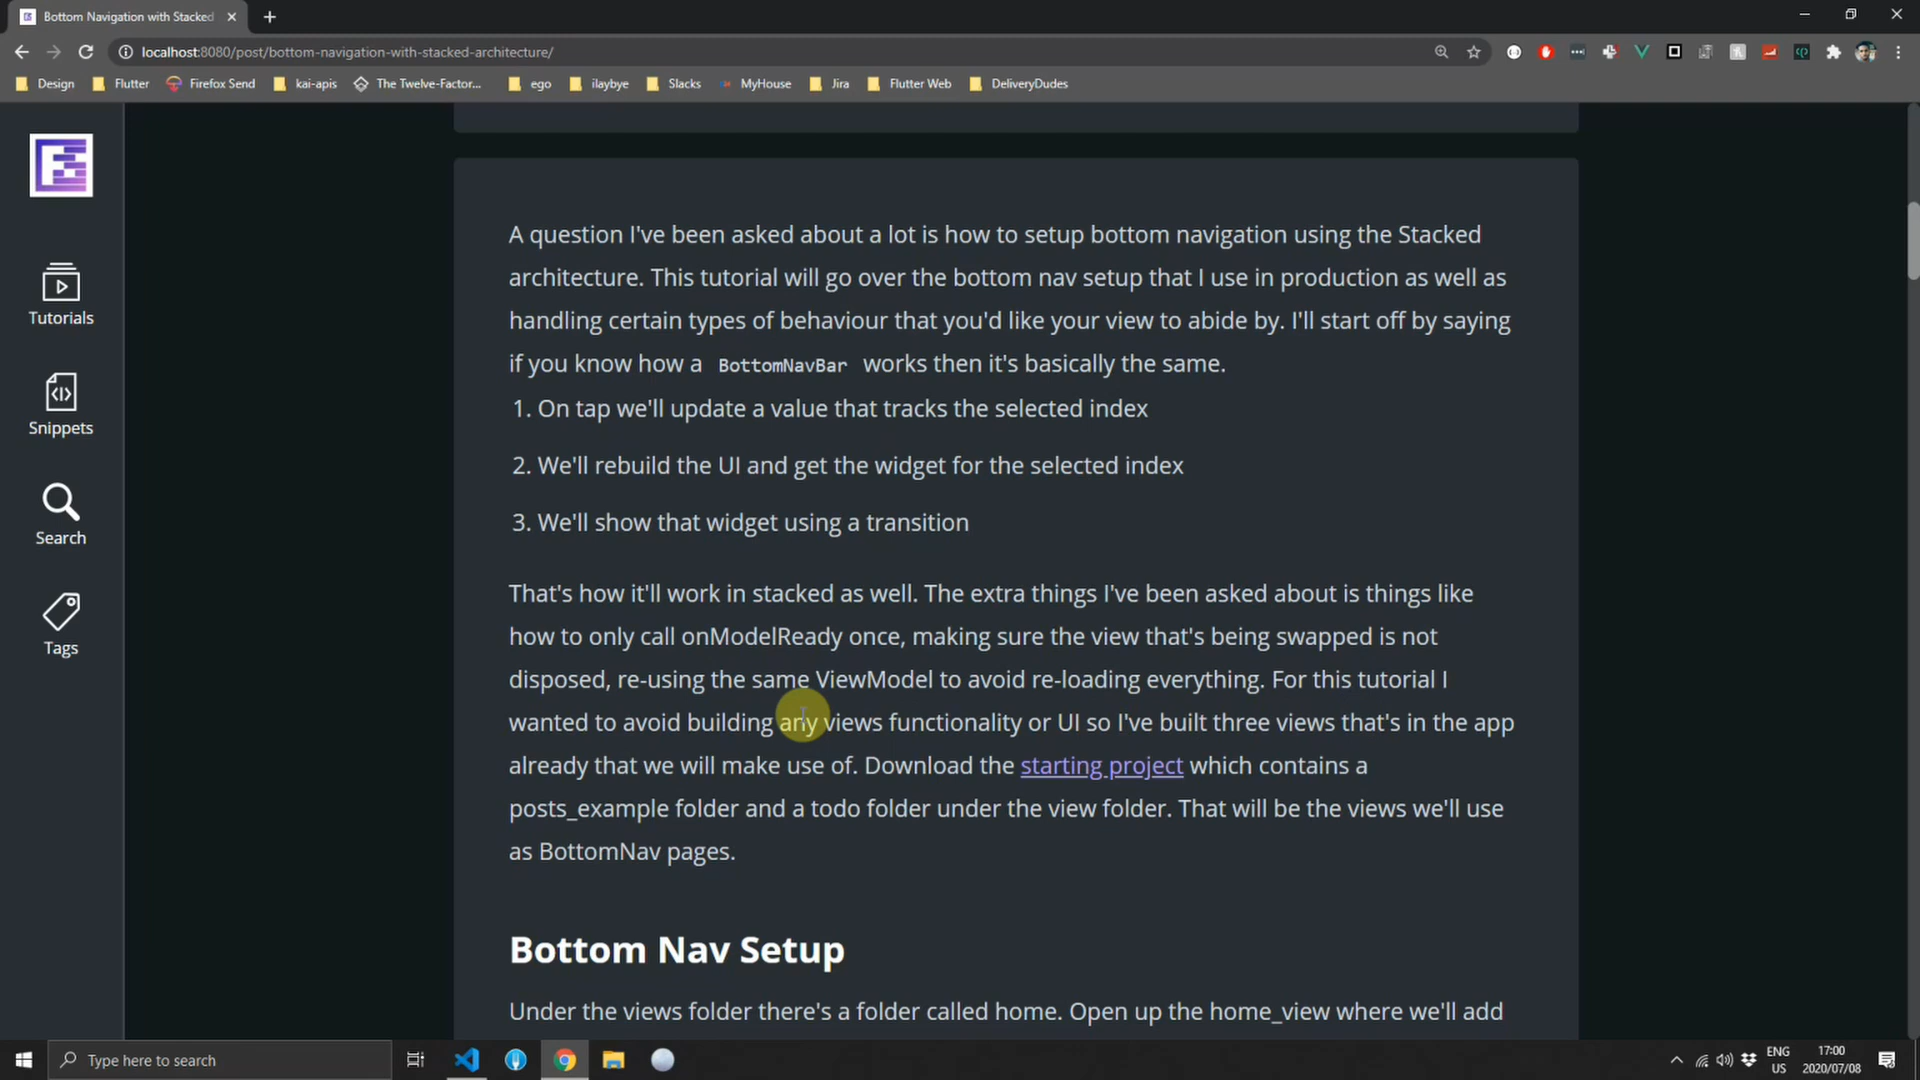 Bottom Navigation with Stacked
localhost:8080/post/bottom-navigation-with-stacked-architecture/
Design Flutter Firefox Send kai-apis The Twelve-Factor... ego ilaybye Slacks MyHouse Jira Flutter Web DeliveryDudes
Tutorials
Snippets
Search
Tags
A question I've been asked about a lot is how to setup bottom navigation using the Stacked
architecture. This tutorial will go over the bottom nav setup that I use in production as well as
handling certain types of behaviour that you'd like your view to abide by. I'll start off by saying
if you know how a BottomNavBar works then it's basically the same.
1. On tap we'll update a value that tracks the selected index
2. We'll rebuild the UI and get the widget for the selected index
3. We'll show that widget using a transition
That's how it'll work in stacked as well. The extra things I've been asked about is things like
how to only call onModelReady once, making sure the view that's being swapped is not
disposed, re-using the same ViewModel to avoid re-loading everything. For this tutorial I
wanted to avoid building any views functionality or UI so I've built three views that's in the app
already that we will make use of. Download the starting project which contains a
posts_example folder and a todo folder under the view folder. That will be the views we'll use
as BottomNav pages.
Bottom Nav Setup
Under the views folder there's a folder called home. Open up the home_view where we'll add
Type here to search
ENG
US
17:00
2020/07/08